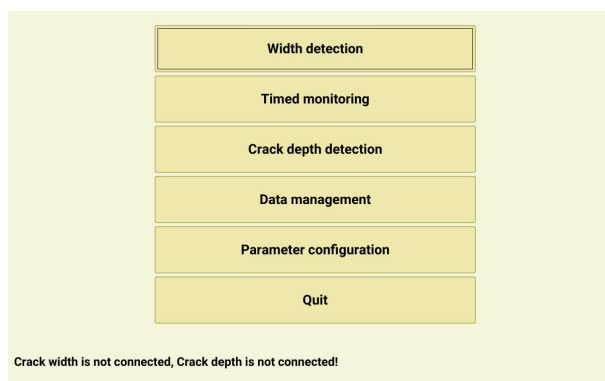 Width detection
Timed monitoring
Crack depth detection
Data management
Parameter configuration
Quit
Crack width is not connected, Crack depth is not connected!